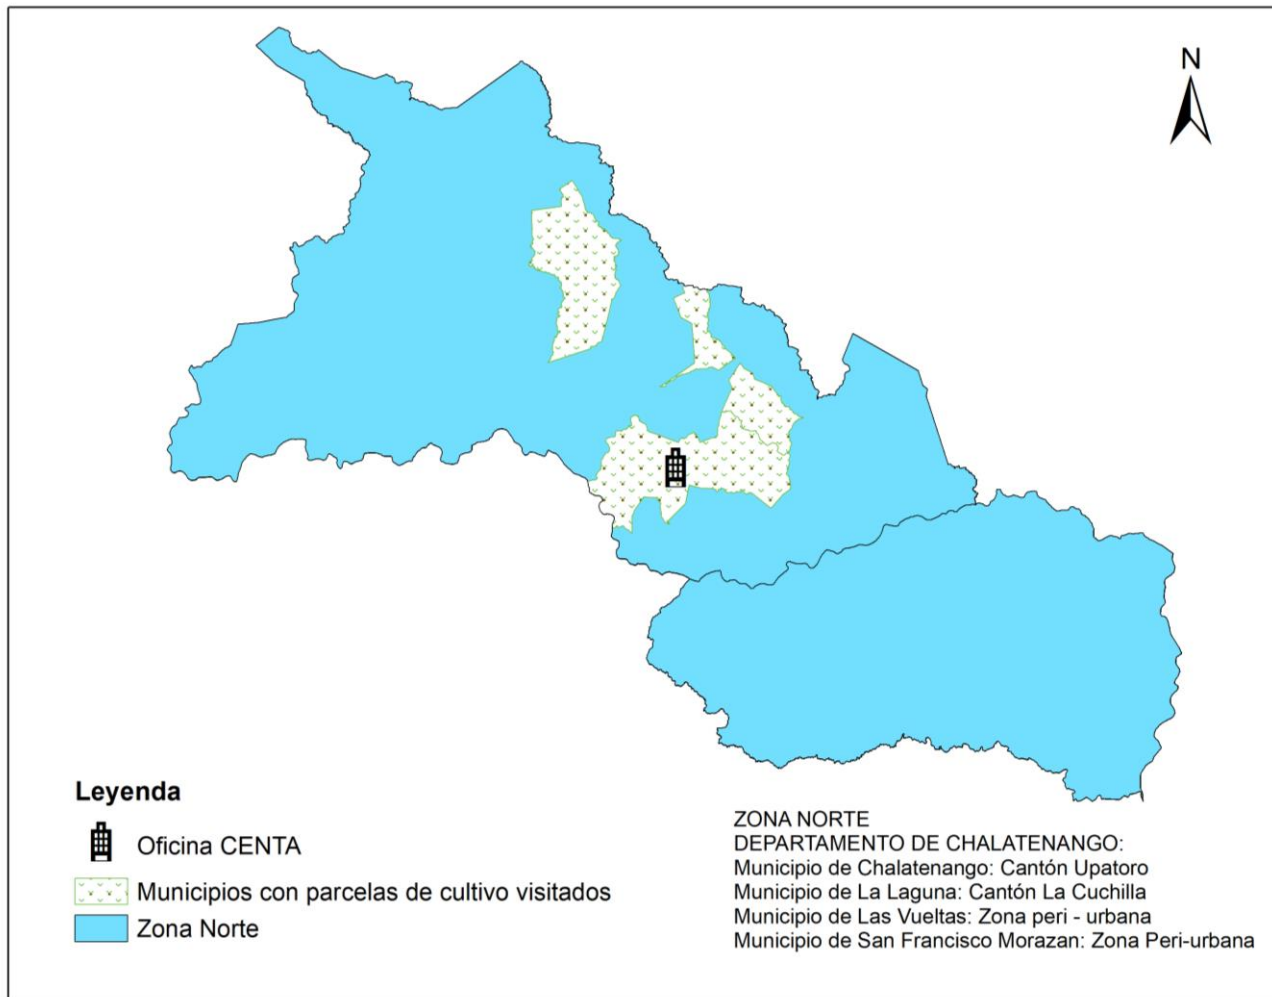 N
Leyenda
Oficina CENTA
Municipios con parcelas de cultivo visitados
Zona Norte
ZONA NORTE
DEPARTAMENTO DE CHALATENANGO:
Municipio de Chalatenango: Cantón Upatoro
Municipio de La Laguna: Cantón La Cuchilla
Municipio de Las Vueltas: Zona peri - urbana
Municipio de San Francisco Morazan: Zona Peri-urbana